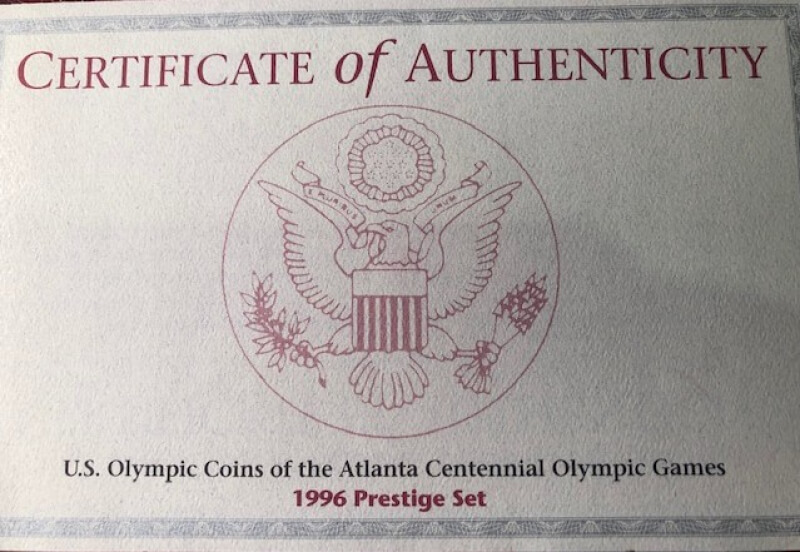 CERTIFICATE of AUTHENTICITY
E PLURIBUS UNUM
U.S. Olympic Coins of the Atlanta Centennial Olympic Games
1996 Prestige Set